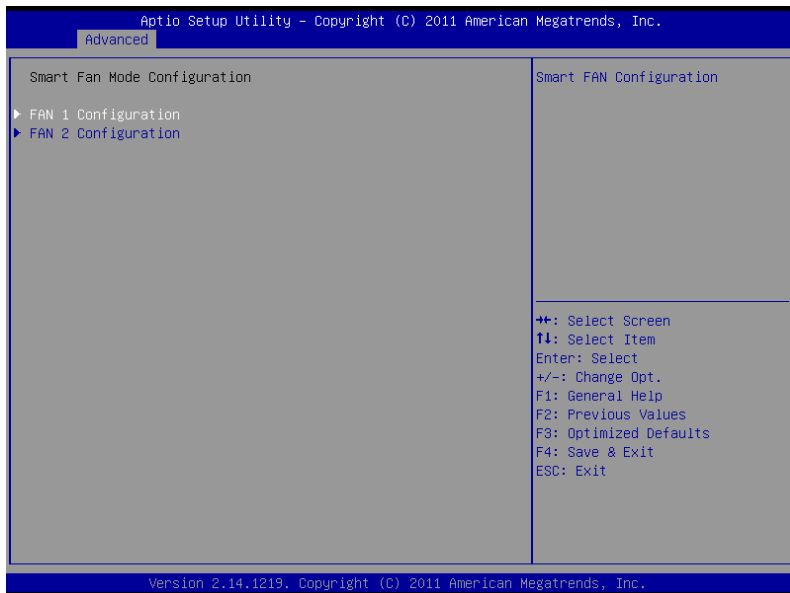 Aptio Setup Utility – Copyright (C) 2011 American Megatrends, Inc.
Advanced
Smart Fan Mode Configuration
FAN 1 Configuration
FAN 2 Configuration
Smart FAN Configuration
→←: Select Screen
↑↓: Select Item
Enter: Select
+/-: Change Opt.
F1: General Help
F2: Previous Values
F3: Optimized Defaults
F4: Save & Exit
ESC: Exit
Version 2.14.1219. Copyright (C) 2011 American Megatrends, Inc.